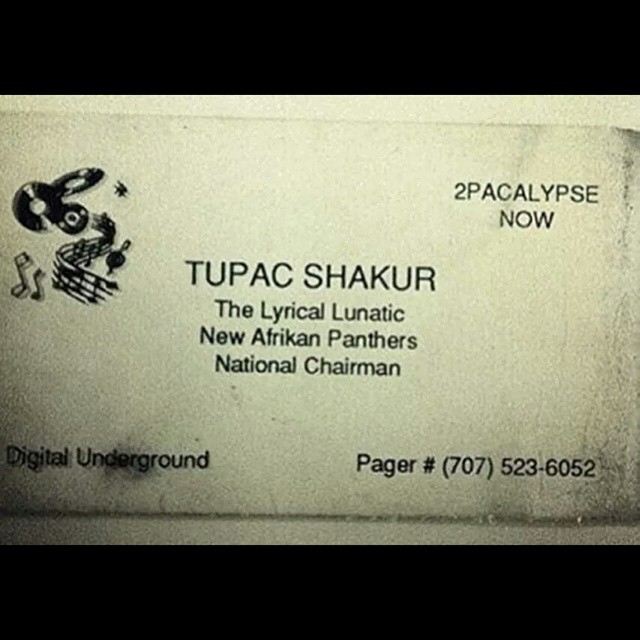 2PACALYPSE
NOW
TUPAC SHAKUR
The Lyrical Lunatic
New Afrikan Panthers
National Chairman
Digital Underground
Pager # (707) 523-6052